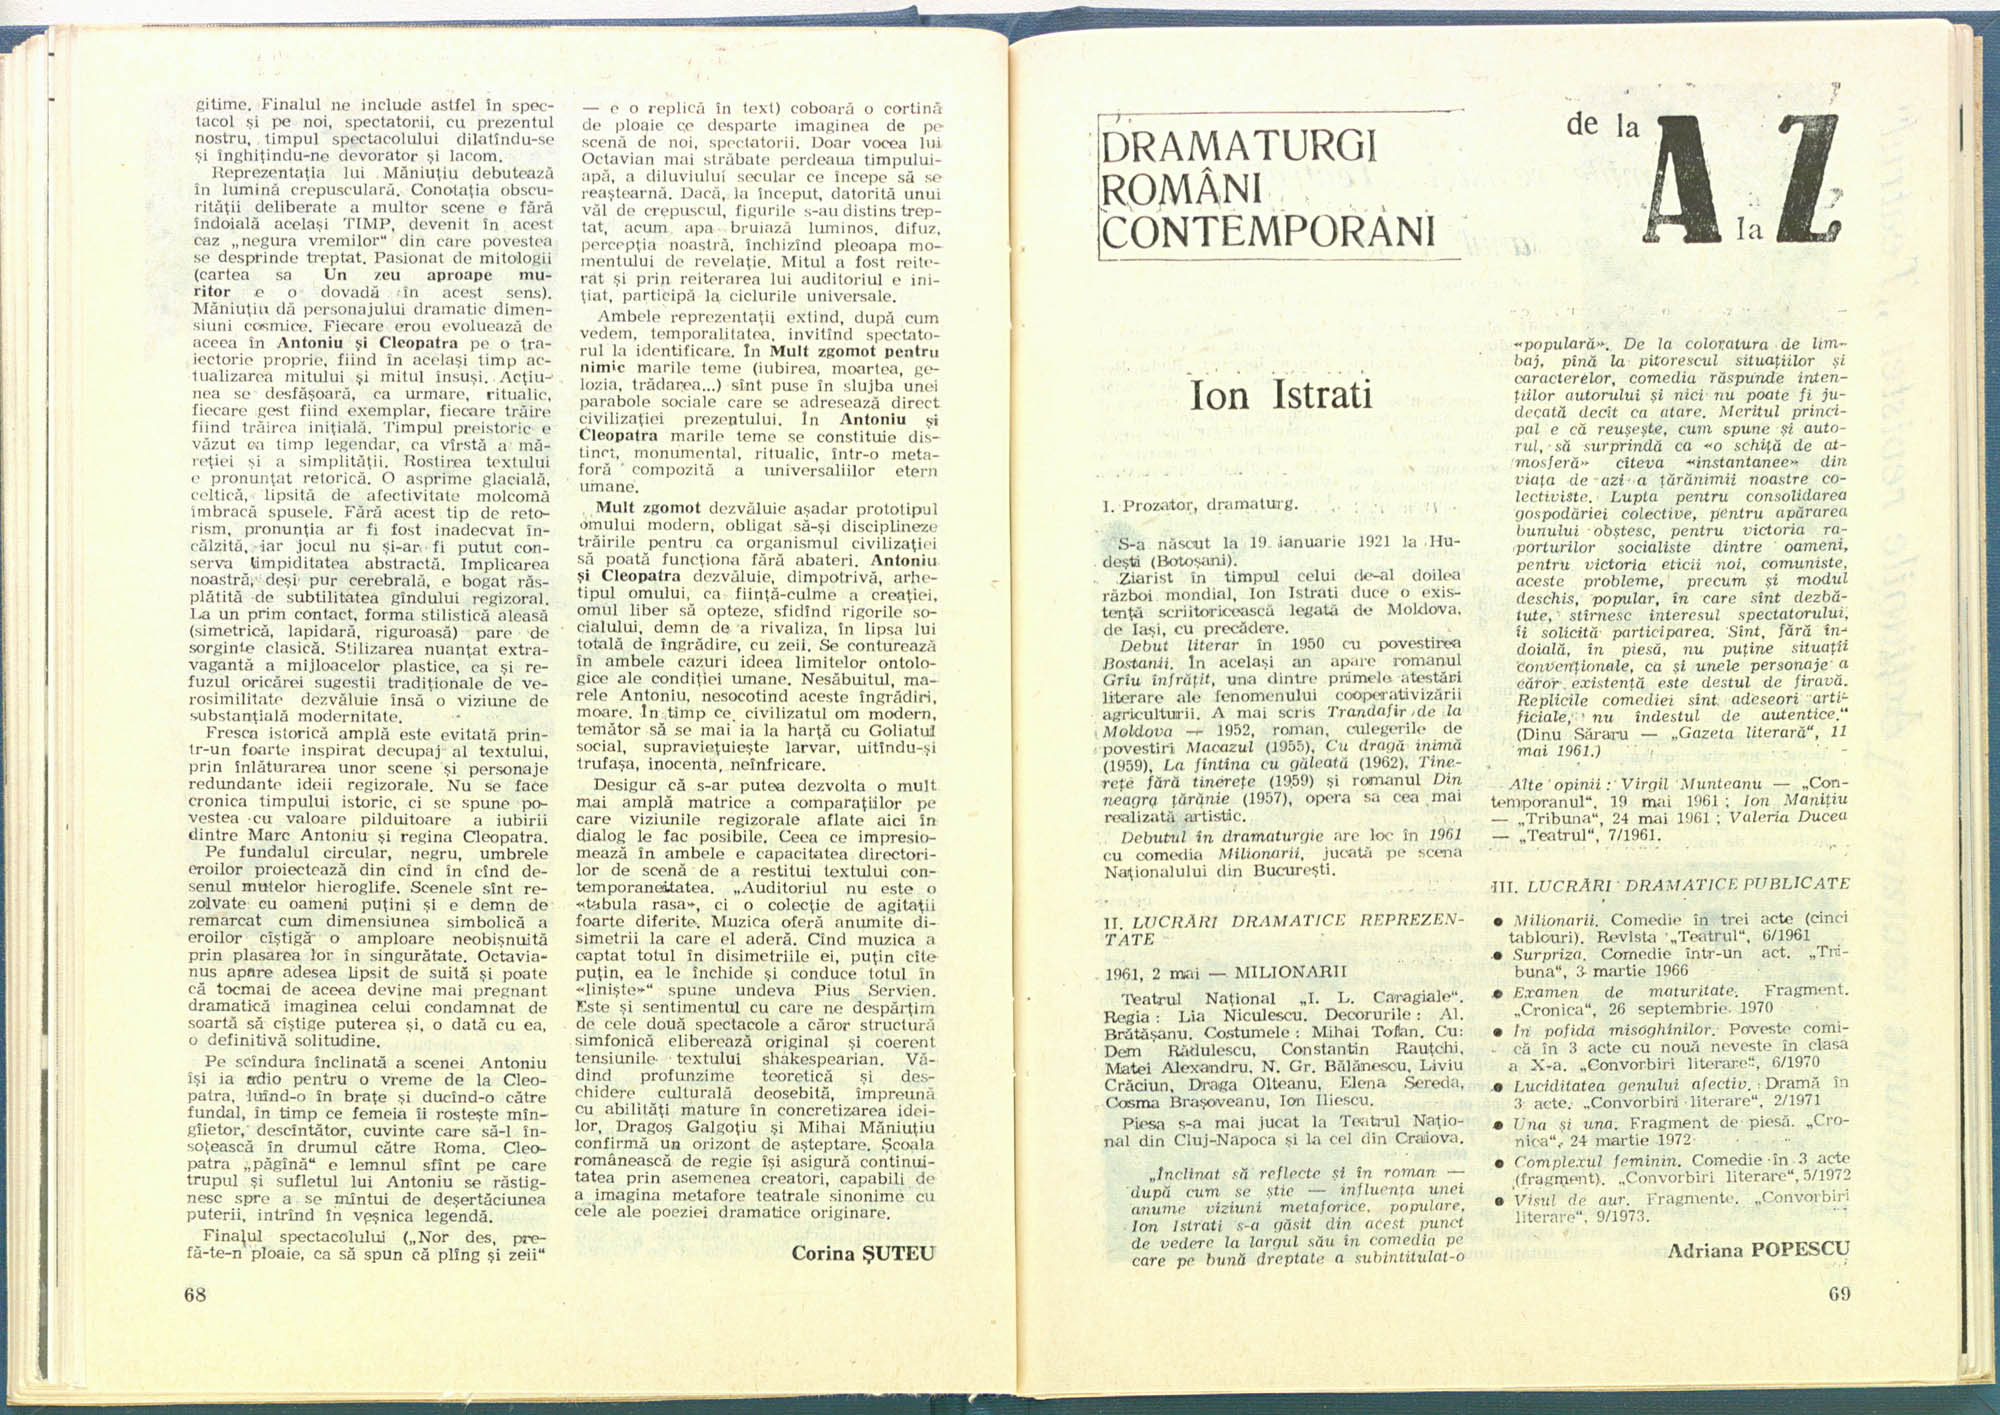 gitime. Finalul ne include astfel în spec-
tacol și pe noi, spectatorii, cu prezentul
nostru, timpul spectacolului dilatîndu-se
și înghițindu-ne devorator și lacom.
Reprezentația lui Măniuțiu debutează
în lumină crepusculară. Conotația obscu-
rității deliberate a multor scene e fără
îndoială același TIMP, devenit în acest
caz „negura vremilor“ din care povestea
se desprinde treptat. Pasionat de mitologii
(cartea sa Un zeu aproape mu-
ritor e o dovadă în acest sens).
Măniuțiu dă personajului dramatic dimen-
siuni cosmice. Fiecare erou evoluează de
aceea în Antoniu și Cleopatra pe o tra-
iectorie proprie, fiind în același timp ac-
tualizarea mitului și mitul însuși. Acțiu-
nea se desfășoară, ca urmare, ritualic,
fiecare gest fiind exemplar, fiecare trăire
fiind trăirea inițială. Timpul preistoric e
văzut ca timp legendar, ca vîrstă a mă-
reției și a simplității. Rostirea textului
e pronunțat retorică. O asprime glacială,
celtică, lipsită de afectivitate molcomă
îmbracă spusele. Fără acest tip de reto-
rism, pronunția ar fi fost inadecvat în-
călzită, iar jocul nu și-ar fi putut con-
serva limpiditatea abstractă. Implicarea
noastră, deși pur cerebrală, e bogat răs-
plătită de subtilitatea gîndului regizoral.
La un prim contact, forma stilistică aleasă
(simetrică, lapidară, riguroasă) pare de
sorginte clasică. Stilizarea nuanțat extra-
vagantă a mijloacelor plastice, ca și re-
fuzul oricărei sugestii tradiționale de ve-
rosimilitate dezvăluie însă o viziune de
substanțială modernitate.
Fresca istorică amplă este evitată prin-
tr-un foarte inspirat decupaj al textului,
prin înlăturarea unor scene și personaje
redundante ideii regizorale. Nu se face
cronica timpului istoric, ci se spune po-
vestea cu valoare pilduitoare a iubirii
dintre Marc Antoniu și regina Cleopatra.
Pe fundalul circular, negru, umbrele
eroilor proiectează din cînd în cînd de-
senul mutelor hieroglife. Scenele sînt re-
zolvate cu oameni puțini și e demn de
remarcat cum dimensiunea simbolică a
eroilor cîștigă o amploare neobișnuită
prin plasarea lor în singurătate. Octavia-
nus apare adesea lipsit de suită și poate
că tocmai de aceea devine mai pregnant
dramatică imaginea celui condamnat de
soartă să cîștige puterea și, o dată cu ea,
o definitivă solitudine.
Pe scîndura înclinată a scenei Antoniu
își ia adio pentru o vreme de la Cleo-
patra, luînd-o în brațe și ducînd-o către
fundal, în timp ce femeia îi rostește mîn-
gîietor, descîntător, cuvinte care să-l în-
soțească în drumul către Roma. Cleo-
patra „păgînă“ e lemnul sfînt pe care
trupul și sufletul lui Antoniu se răstig-
nesc spre a se mîntui de deșertăciunea
puterii, intrînd în veșnica legendă.
Finalul spectacolului („Nor des, pre-
fă-te-n ploaie, ca să spun că plîng și zeii“
68
— e o replică în text) coboară o cortină
de ploaie ce desparte imaginea de pe
scenă de noi, spectatorii. Doar vocea lui
Octavian mai străbate perdeaua timpului-
apă, a diluviului secular ce începe să se
reaștearnă. Dacă, la început, datorită unui
văl de crepuscul, figurile s-au distins trep-
tat, acum apa bruiază luminos, difuz,
percepția noastră, închizînd pleoapa mo-
mentului de revelație. Mitul a fost reite-
rat și prin reiterarea lui auditoriul e ini-
țiat, participă la ciclurile universale.
Ambele reprezentații extind, după cum
vedem, temporalitatea, invitînd spectato-
rul la identificare. În Mult zgomot pentru
nimic marile teme (iubirea, moartea, ge-
lozia, trădarea...) sînt puse în slujba unei
parabole sociale care se adresează direct
civilizației prezentului. În Antoniu și
Cleopatra marile teme se constituie dis-
tinct, monumental, ritualic, într-o meta-
foră compozită a universaliilor etern
umane.
Mult zgomot dezvăluie așadar prototipul
omului modern, obligat să-și disciplineze
trăirile pentru ca organismul civilizației
să poată funcționa fără abateri. Antoniu
și Cleopatra dezvăluie, dimpotrivă, arhe-
tipul omului, ca ființă-culme a creației,
omul liber să opteze, sfidînd rigorile so-
cialului, demn de a rivaliza, în lipsa lui
totală de îngrădire, cu zeii. Se conturează
în ambele cazuri ideea limitelor ontolo-
gice ale condiției umane. Nesăbuitul, ma-
rele Antoniu, nesocotind aceste îngrădiri,
moare. În timp ce civilizatul om modern,
temător să se mai ia la harță cu Goliatul
social, supraviețuiește larvar, uitîndu-și
trufașa, inocenta, neînfricare.
Desigur că s-ar putea dezvolta o mult
mai amplă matrice a comparațiilor pe
care viziunile regizorale aflate aici în
dialog le fac posibile. Ceea ce impresio-
mează în ambele e capacitatea directori-
lor de scenă de a restitui textului con-
temporaneitatea. „Auditoriul nu este o
«tabula rasa», ci o colecție de agitații
foarte diferite. Muzica oferă anumite di-
simetrii la care el aderă. Cînd muzica a
captat totul în disimetriile ei, puțin cîte
puțin, ea le închide și conduce totul în
«liniște»“ spune undeva Pius Servien.
Este și sentimentul cu care ne despărțim
de cele două spectacole a căror structură
simfonică eliberează original și coerent
tensiunile textului shakespearian. Vă-
dind profunzime teoretică și des-
chidere culturală deosebită, împreună
cu abilități mature în concretizarea idei-
lor, Dragoș Galgoțiu și Mihai Măniuțiu
confirmă un orizont de așteptare. Școala
românească de regie își asigură continui-
tatea prin asemenea creatori, capabili de
a imagina metafore teatrale sinonime cu
cele ale poeziei dramatice originare.
Corina ȘUTEU
DRAMATURGI
ROMÂNI
CONTEMPORANI
de la A la Z
Ion Istrati
I. Prozator, dramaturg.
S-a născut la 19 ianuarie 1921 la Hu-
dești (Botoșani).
Ziarist în timpul celui de-al doilea
război mondial, Ion Istrati duce o exis-
tență scriitoricească legată de Moldova,
de Iași, cu precădere.
Debut literar în 1950 cu povestirea
Bostanii. În același an apare romanul
Grîu înfrățit, una dintre primele atestări
literare ale fenomenului cooperativizării
agriculturii. A mai scris Trandafir de la
Moldova — 1952, roman, culegerile de
povestiri Macazul (1955), Cu dragă inimă
(1959), La fîntîna cu găleată (1962), Tine-
rețe fără tinerețe (1959) și romanul Din
neagra țărănie (1957), opera sa cea mai
realizată artistic.
Debutul în dramaturgie are loc în 1961
cu comedia Milionarii, jucată pe scena
Naționalului din București.
II. LUCRĂRI DRAMATICE REPREZEN-
TATE
1961, 2 mai — MILIONARII
Teatrul Național „I. L. Caragiale“.
Regia : Lia Niculescu. Decorurile : Al.
Brătășanu. Costumele : Mihai Tofan. Cu:
Dem Rădulescu, Constantin Rauțchi,
Matei Alexandru, N. Gr. Bălănescu, Liviu
Crăciun, Draga Olteanu, Elena Sereda,
Cosma Brașoveanu, Ion Iliescu.
Piesa s-a mai jucat la Teatrul Națio-
nal din Cluj-Napoca și la cel din Craiova.
„Înclinat să reflecte și în roman —
după cum se știe — influența unei
anume viziuni metaforice, populare,
Ion Istrati s-a găsit din acest punct
de vedere la largul său în comedia pe
care pe bună dreptate a subintitulat-o
«populară». De la coloratura de lim-
baj, pînă la pitorescul situațiilor și
caracterelor, comedia răspunde inten-
țiilor autorului și nici nu poate fi ju-
decată decît ca atare. Meritul princi-
pal e că reușește, cum spune și auto-
rul, să surprindă ca «o schiță de at-
mosferă» cîteva «instantanee» din
viața de azi a țărănimii noastre co-
lectiviste. Lupta pentru consolidarea
gospodăriei colective, pentru apărarea
bunului obștesc, pentru victoria ra-
porturilor socialiste dintre oameni,
pentru victoria eticii noi, comuniste,
aceste probleme, precum și modul
deschis, popular, în care sînt dezbă-
tute, stîrnesc interesul spectatorului,
îi solicită participarea. Sînt, fără în-
doială, în piesă, nu puține situații
convenționale, ca și unele personaje a
căror existență este destul de firavă.
Replicile comediei sînt adeseori arti-
ficiale, nu îndestul de autentice.“
(Dinu Săraru — „Gazeta literară“, 11
mai 1961.)
Alte opinii : Virgil Munteanu — „Con-
temporanul“, 19 mai 1961 ; Ion Manițiu
— „Tribuna“, 24 mai 1961 ; Valeria Ducea
— „Teatrul“, 7/1961.
III. LUCRĂRI DRAMATICE PUBLICATE
● Milionarii. Comedie în trei acte (cinci
tablouri). Revista „Teatrul“, 6/1961
● Surpriza. Comedie într-un act. „Tri-
buna“, 3 martie 1966
● Examen de maturitate. Fragment.
„Cronica“, 26 septembrie 1970
● În pofida misoghinilor. Poveste comi-
că în 3 acte cu nouă neveste în clasa
a X-a. „Convorbiri literare“, 6/1970
● Luciditatea genului afectiv. Dramă în
3 acte. „Convorbiri literare“, 2/1971
● Una și una. Fragment de piesă. „Cro-
nica“, 24 martie 1972
● Complexul feminin. Comedie în 3 acte
(fragment). „Convorbiri literare“, 5/1972
● Visul de aur. Fragmente. „Convorbiri
literare“, 9/1973.
Adriana POPESCU
69